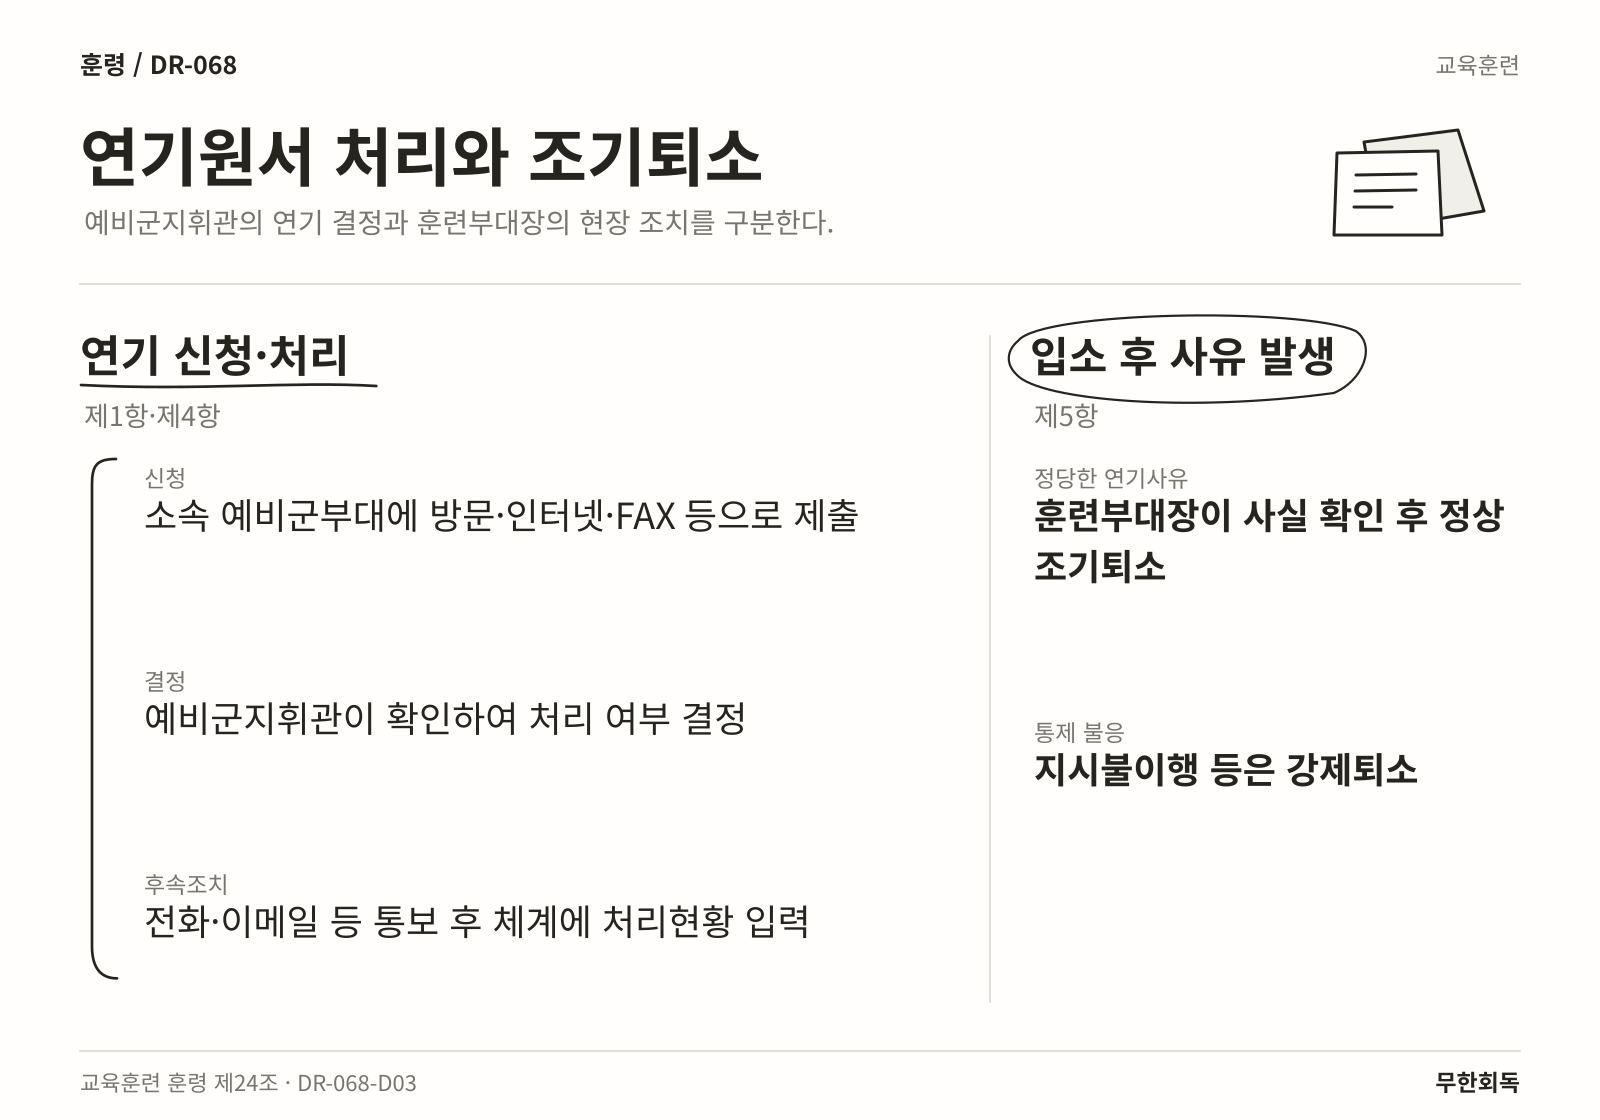 훈령 / DR-068
교육훈련
연기원서 처리와 조기퇴소
예비군지휘관의 연기 결정과 훈련부대장의 현장 조치를 구분한다.
연기 신청·처리
제1항·제4항
신청
소속 예비군부대에 방문·인터넷·FAX 등으로 제출
결정
예비군지휘관이 확인하여 처리 여부 결정
후속조치
전화·이메일 등 통보 후 체계에 처리현황 입력
입소 후 사유 발생
제5항
정당한 연기사유
훈련부대장이 사실 확인 후 정상
조기퇴소
통제 불응
지시불이행 등은 강제퇴소
교육훈련 훈령 제24조 · DR-068-D03
무한회독